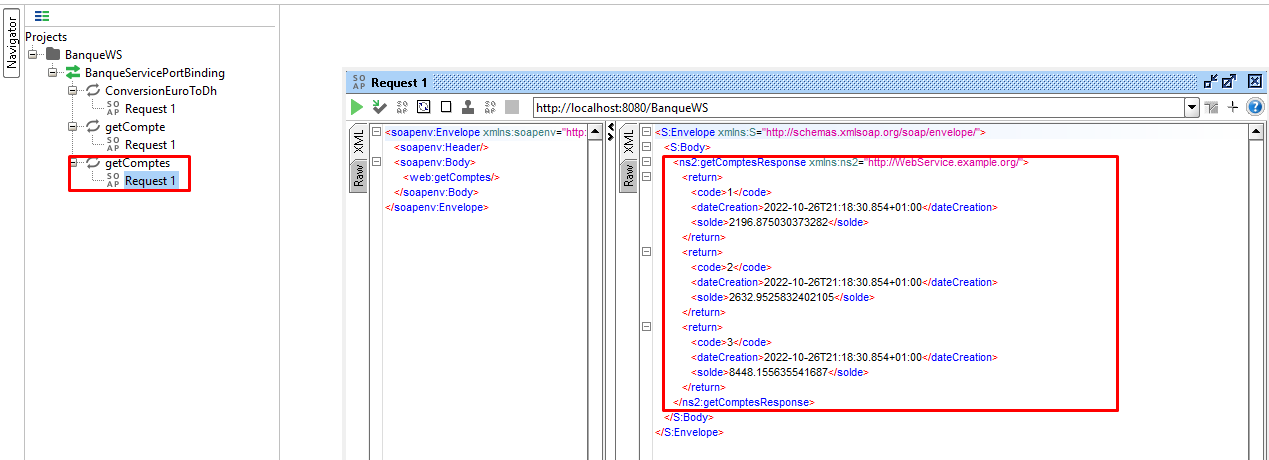 Navigator
Projects
BanqueWS
BanqueServicePortBinding
ConversionEuroToDh
SOAP Request 1
getCompte
SOAP Request 1
getComptes
SOAP Request 1
SOAP Request 1
http://localhost:8080/BanqueWS
XML
Raw
<soapenv:Envelope xmlns:soapenv="http:
<soapenv:Header/>
<soapenv:Body>
<web:getComptes/>
</soapenv:Body>
</soapenv:Envelope>
XML
Raw
<S:Envelope xmlns:S="http://schemas.xmlsoap.org/soap/envelope/">
<S:Body>
<ns2:getComptesResponse xmlns:ns2="http://WebService.example.org/">
<return>
<code>1</code>
<dateCreation>2022-10-26T21:18:30.854+01:00</dateCreation>
<solde>2196.875030373282</solde>
</return>
<return>
<code>2</code>
<dateCreation>2022-10-26T21:18:30.854+01:00</dateCreation>
<solde>2632.9525832402105</solde>
</return>
<return>
<code>3</code>
<dateCreation>2022-10-26T21:18:30.854+01:00</dateCreation>
<solde>8448.155635541687</solde>
</return>
</ns2:getComptesResponse>
</S:Body>
</S:Envelope>